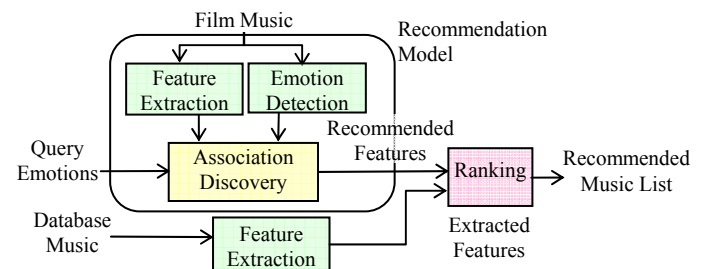 Film Music
Recommendation
Model
Feature
Extraction
Emotion
Detection
Recommended
Features
Query
Emotions
Association
Discovery
Ranking
Recommended
Music List
Database
Music
Feature
Extraction
Extracted
Features